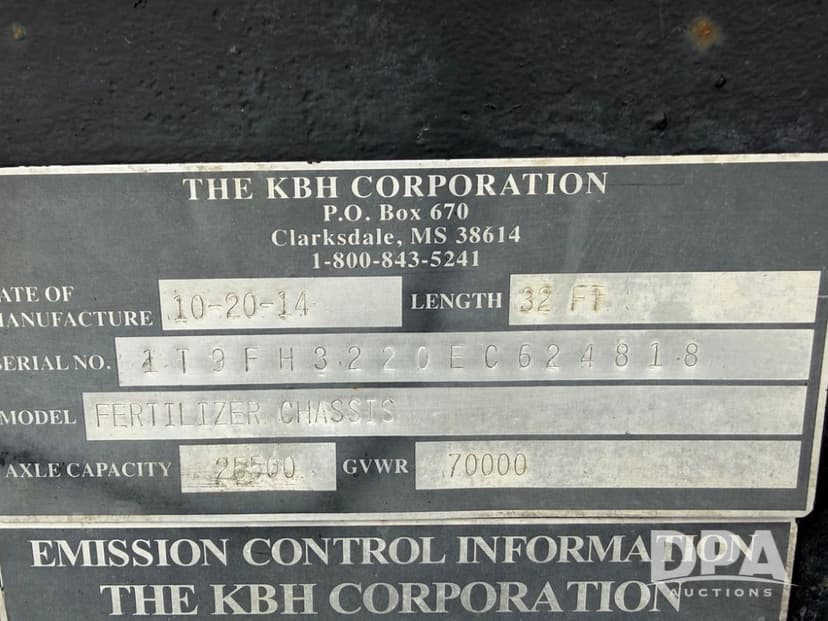 THE KBH CORPORATION
P.O. Box 670
Clarksdale, MS 38614
1-800-843-5241
ATE OF MANUFACTURE 10-20-14 LENGTH 32 FT
SERIAL NO. 1T9FH3220EC624818
MODEL FERTILIZER CHASSIS
AXLE CAPACITY 25500 GVWR 70000
EMISSION CONTROL INFORMATION
THE KBH CORPORATION
DPA
AUCTIONS